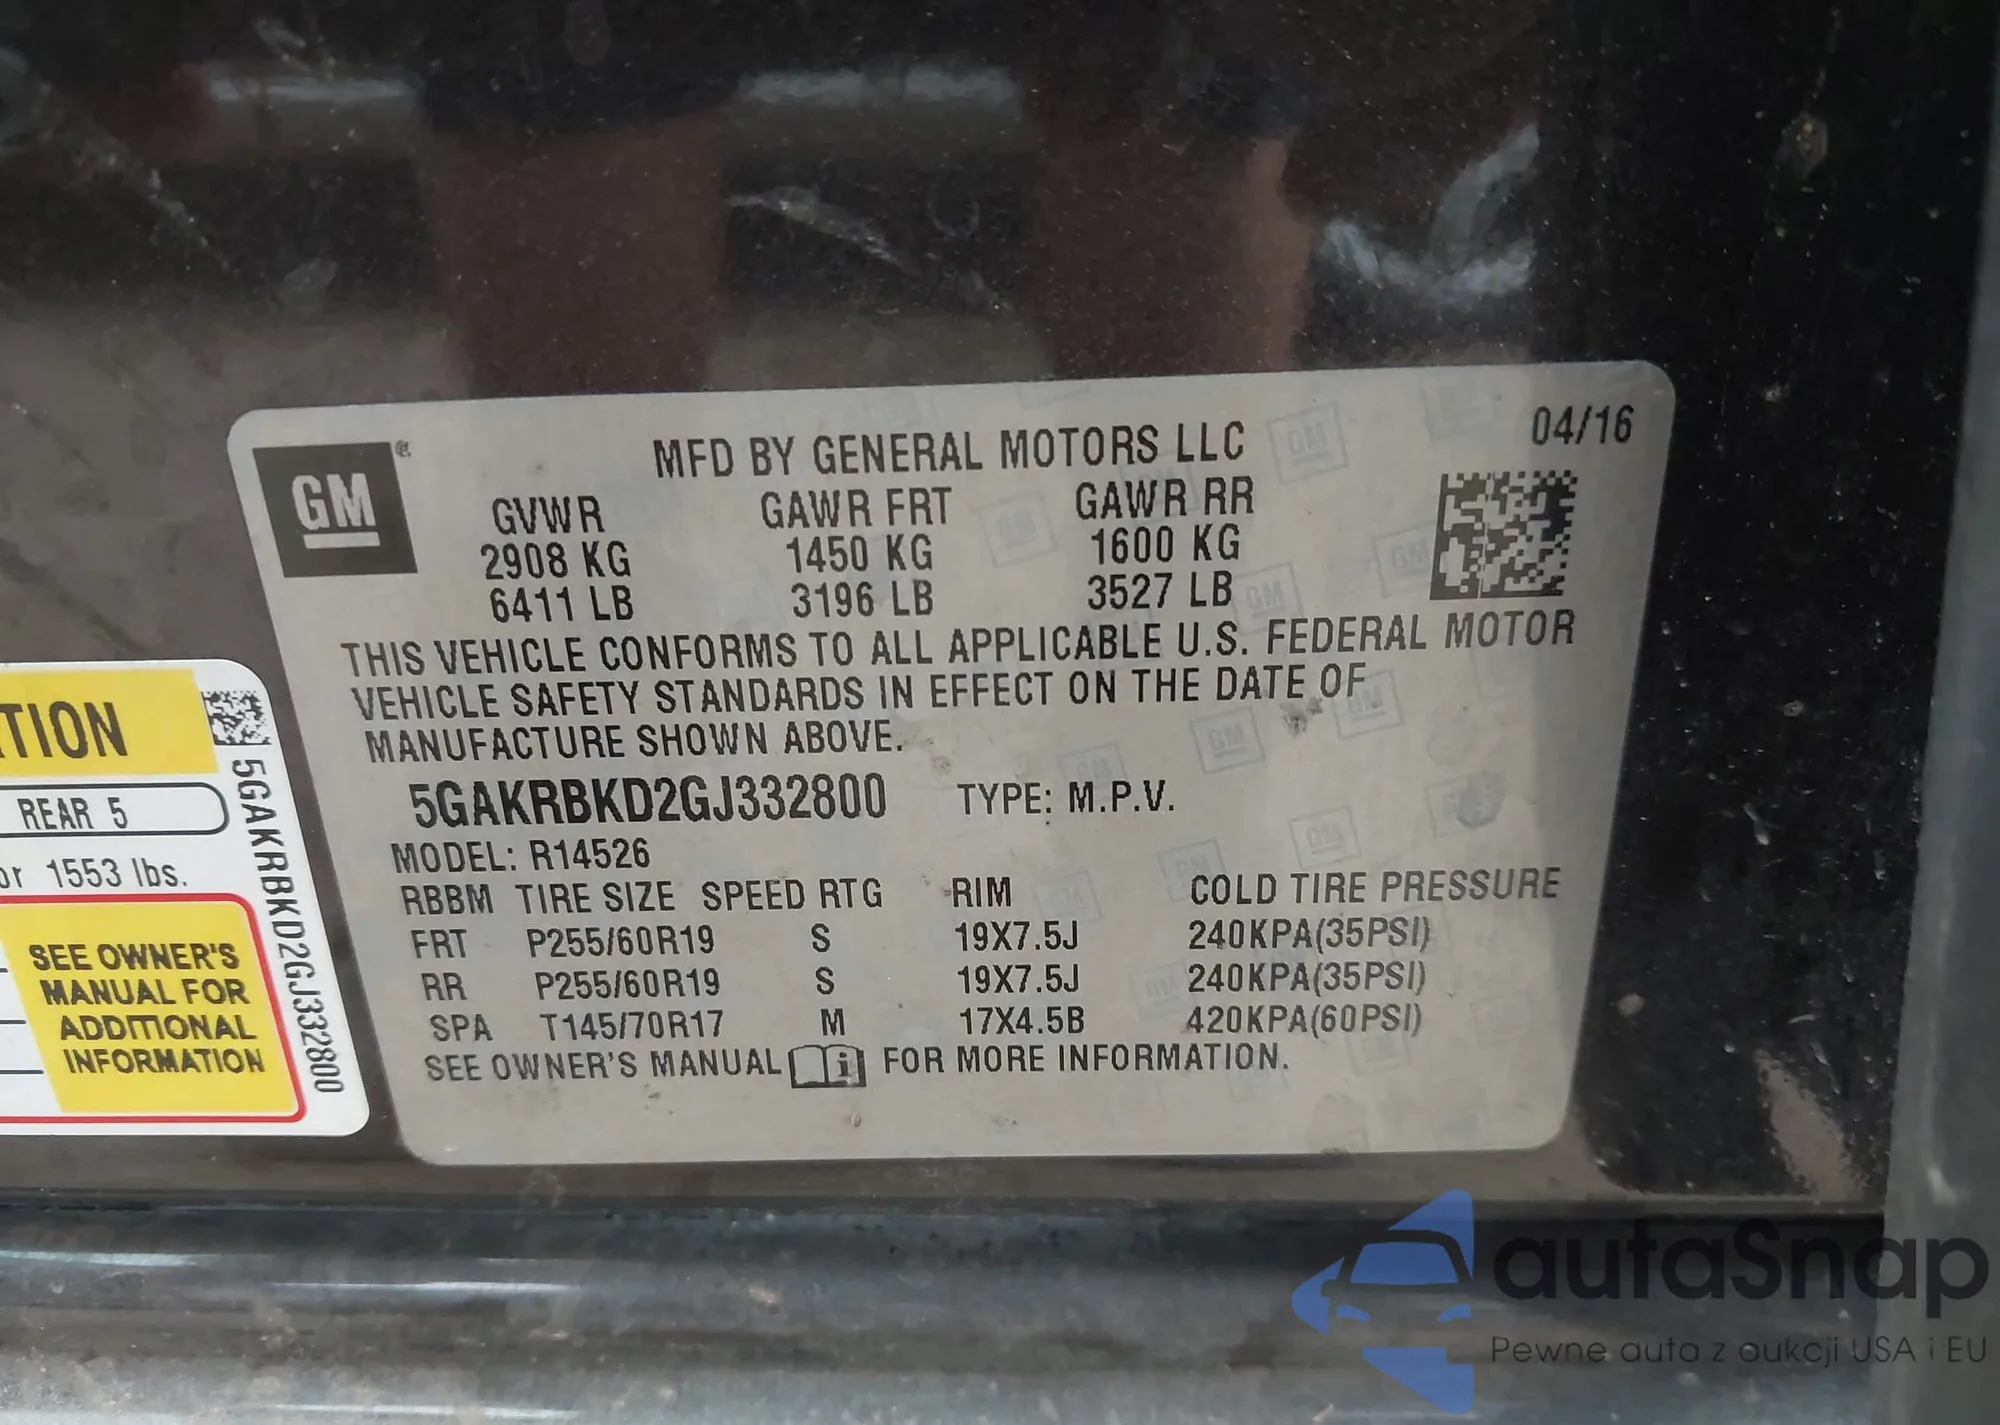 GM ®
MFD BY GENERAL MOTORS LLC
04/16
GVWR GAWR FRT GAWR RR
2908 KG 1450 KG 1600 KG
6411 LB 3196 LB 3527 LB
THIS VEHICLE CONFORMS TO ALL APPLICABLE U.S. FEDERAL MOTOR
VEHICLE SAFETY STANDARDS IN EFFECT ON THE DATE OF
MANUFACTURE SHOWN ABOVE.
5GAKRBKD2GJ332800 TYPE: M.P.V.
MODEL: R14526
RBBM TIRE SIZE SPEED RTG RIM COLD TIRE PRESSURE
FRT P255/60R19 S 19X7.5J 240KPA(35PSI)
RR P255/60R19 S 19X7.5J 240KPA(35PSI)
SPA T145/70R17 M 17X4.5B 420KPA(60PSI)
SEE OWNER'S MANUAL i FOR MORE INFORMATION.
TION
REAR 5
or 1553 lbs.
SEE OWNER'S
MANUAL FOR
ADDITIONAL
INFORMATION
5GAKRBKD2GJ332800
autaSnap
Pewne auta z aukcji USA i EU